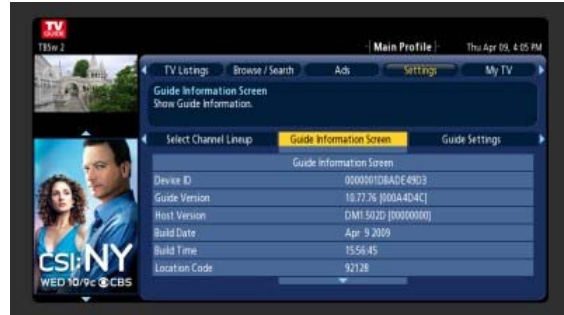 TV
GUIDE
TBSw 2
Main Profile
Thu Apr 09, 4:05 PM
TV Listings Browse / Search Ads Settings My TV
Guide Information Screen
Show Guide Information.
Select Channel Lineup Guide Information Screen Guide Settings
Guide Information Screen
Device ID 0000001D8ADE49D3
Guide Version 10.77.76 [000A4D4C]
Host Version DM1.502D [00000000]
Build Date Apr 9 2009
Build Time 15:56:45
Location Code 92128
CSI:NY
WED 10/9c CBS